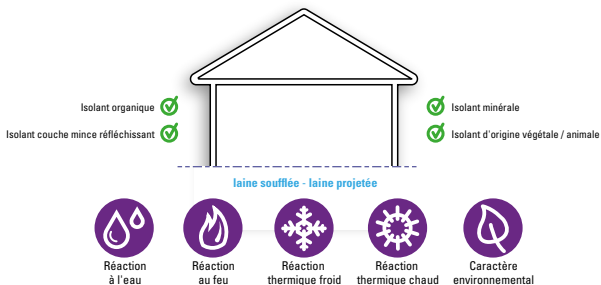 Isolant organique
Isolant minérale
Isolant couche mince réfléchissant
Isolant d'origine végétale / animale
laine soufflée - laine projetée
Réaction
à l'eau
Réaction
au feu
Réaction
thermique froid
Réaction
thermique chaud
Caractère
environnemental